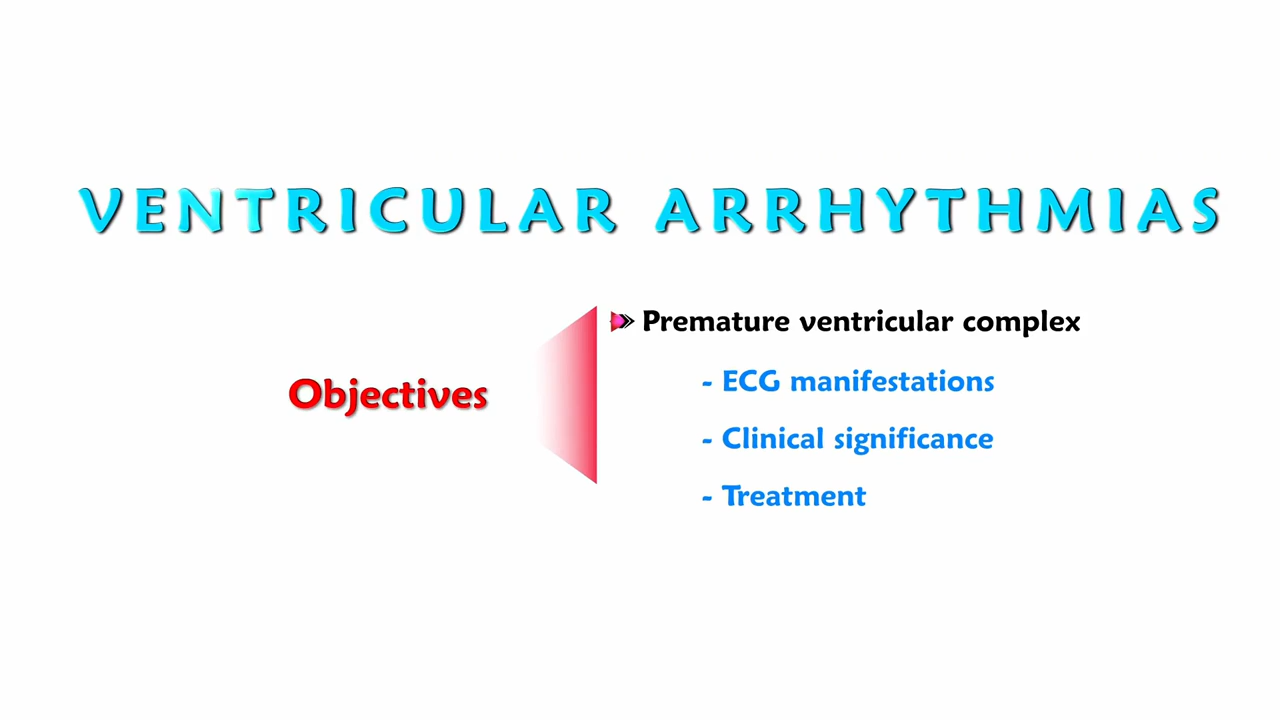 VENTRICULAR ARRHYTHMIAS
Objectives
Premature ventricular complex
- ECG manifestations
- Clinical significance
- Treatment